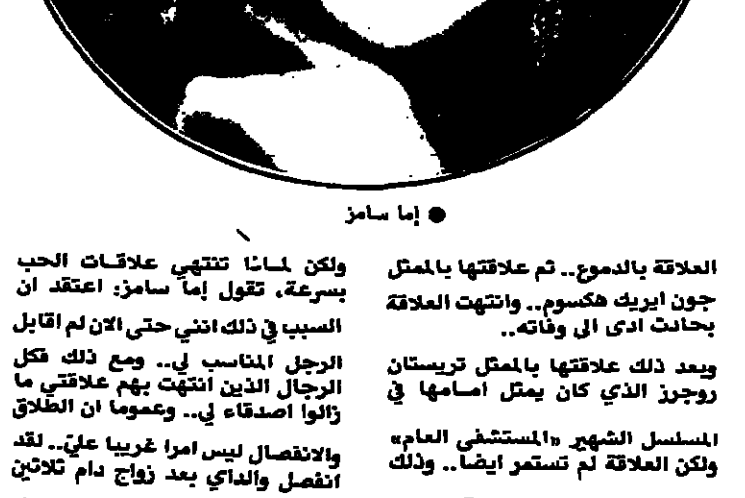 ● إما سامز
العلاقة بالدموع.. ثم علاقتها بالممثل
جون ايريك هكسوم.. وانتهت العلاقة
بحادث ادى الى وفاته..
وبعد ذلك علاقتها بالممثل تريستان
روجرز الذي كان يمثل امامها في
المسلسل الشهير «المستشفى العام»
ولكن العلاقة لم تستمر ايضا.. وذلك
ولكن لماذا تنتهي علاقات الحب
بسرعة، تقول إما سامز: اعتقد ان
السبب في ذلك انني حتى الان لم اقابل
الرجل المناسب لي.. ومع ذلك فكل
الرجال الذين انتهت بهم علاقتي ما
زالوا اصدقاء لي.. وعموما ان الطلاق
والانفصال ليس امرا غريبا عليّ.. لقد
انفصل والداي بعد زواج دام ثلاثين